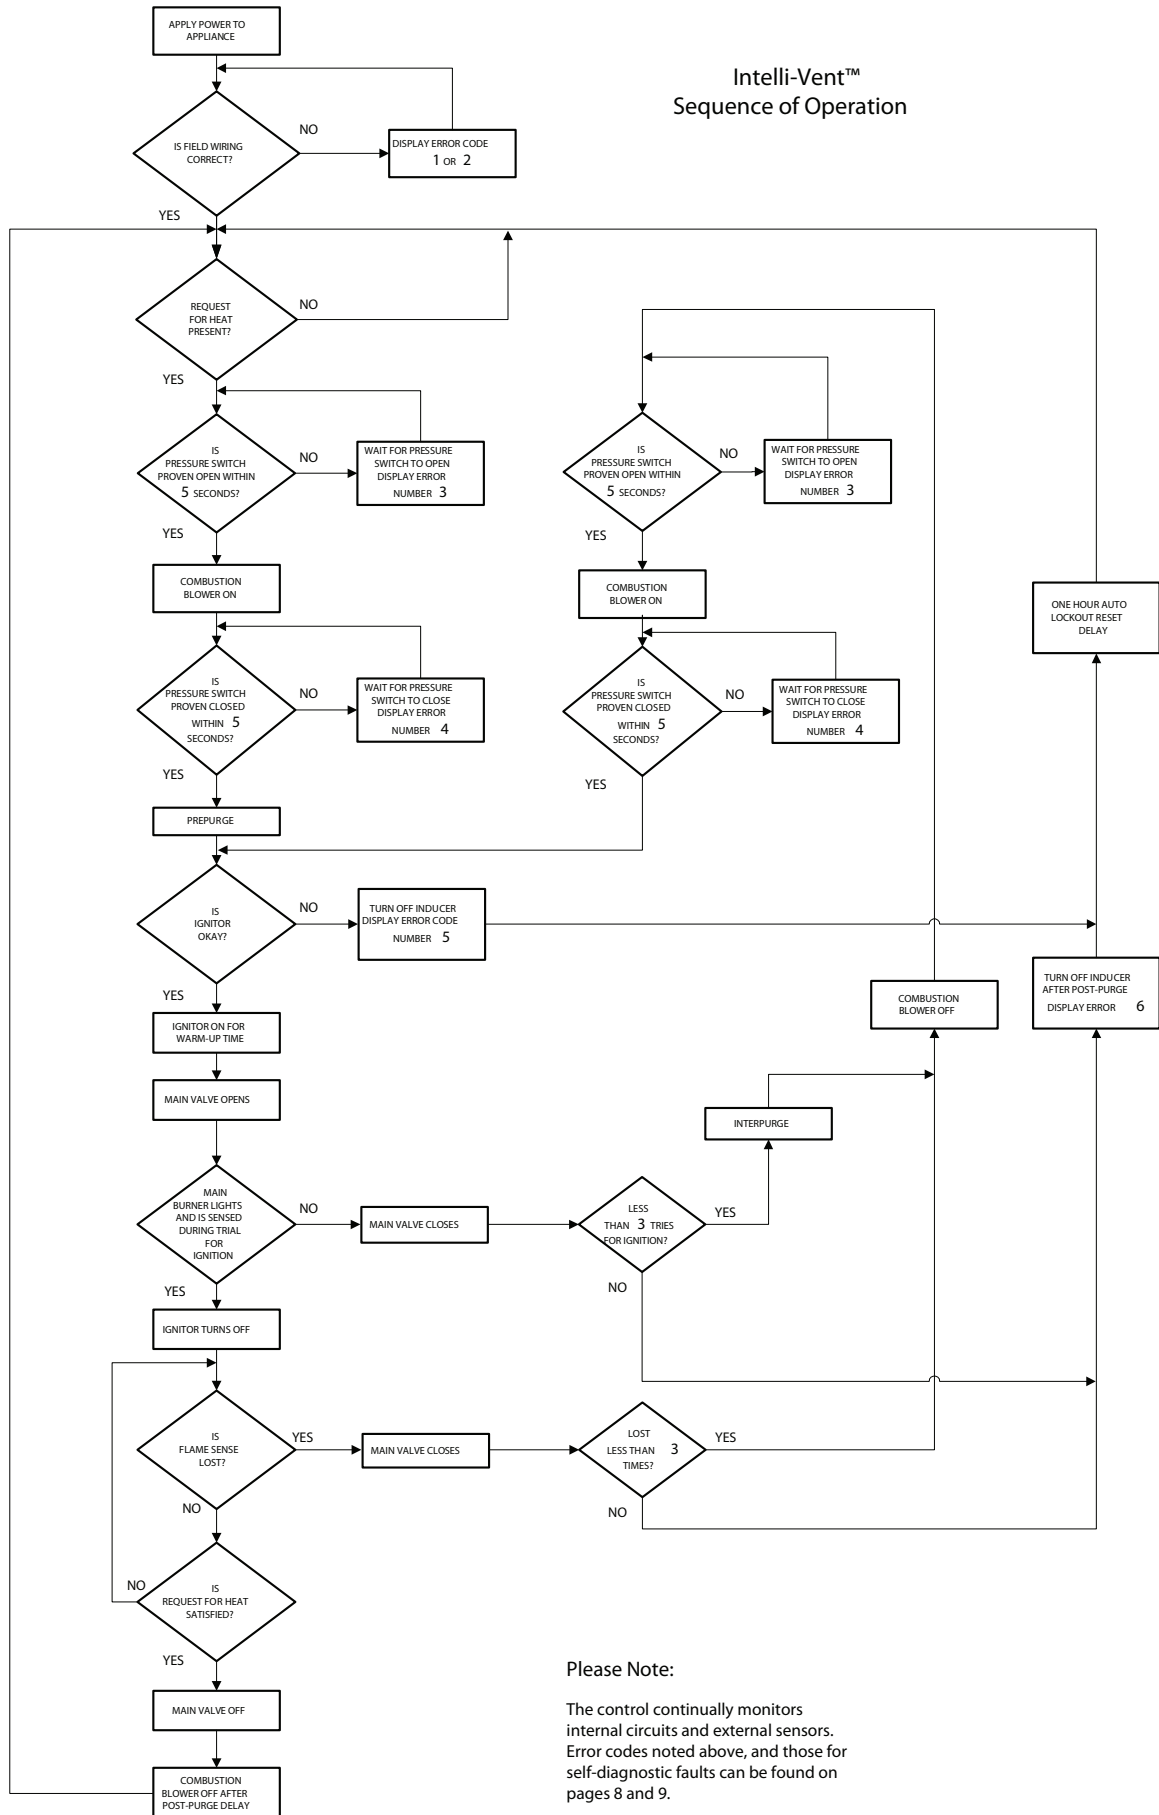 APPLY POWER TO
APPLIANCE
Intelli-Vent™
Sequence of Operation
IS FIELD WIRING
CORRECT?
NO
DISPLAY ERROR CODE
1 OR 2
YES
REQUEST
FOR HEAT
PRESENT?
NO
YES
IS
PRESSURE SWITCH
PROVEN OPEN WITHIN
5 SECONDS?
NO
WAIT FOR PRESSURE
SWITCH TO OPEN
DISPLAY ERROR
NUMBER 3
YES
COMBUSTION
BLOWER ON
IS
PRESSURE SWITCH
PROVEN CLOSED
WITHIN 5
SECONDS?
NO
WAIT FOR PRESSURE
SWITCH TO CLOSE
DISPLAY ERROR
NUMBER 4
YES
PREPURGE
IS
PRESSURE SWITCH
PROVEN OPEN WITHIN
5 SECONDS?
NO
WAIT FOR PRESSURE
SWITCH TO OPEN
DISPLAY ERROR
NUMBER 3
YES
COMBUSTION
BLOWER ON
IS
PRESSURE SWITCH
PROVEN CLOSED
WITHIN 5
SECONDS?
NO
WAIT FOR PRESSURE
SWITCH TO CLOSE
DISPLAY ERROR
NUMBER 4
YES
ONE HOUR AUTO
LOCKOUT RESET
DELAY
IS
IGNITOR
OKAY?
NO
TURN OFF INDUCER
DISPLAY ERROR CODE
NUMBER 5
YES
COMBUSTION
BLOWER OFF
TURN OFF INDUCER
AFTER POST-PURGE
DISPLAY ERROR 6
IGNITOR ON FOR
WARM-UP TIME
MAIN VALVE OPENS
INTERPURGE
MAIN
BURNER LIGHTS
AND IS SENSED
DURING TRIAL
FOR
IGNITION
NO
MAIN VALVE CLOSES
LESS
THAN 3 TRIES
FOR IGNITION?
YES
NO
YES
IGNITOR TURNS OFF
IS
FLAME SENSE
LOST?
YES
MAIN VALVE CLOSES
LOST
LESS THAN 3
TIMES?
YES
NO
NO
IS
REQUEST FOR HEAT
SATISFIED?
NO
YES
MAIN VALVE OFF
COMBUSTION
BLOWER OFF AFTER
POST-PURGE DELAY
Please Note:
The control continually monitors
internal circuits and external sensors.
Error codes noted above, and those for
self-diagnostic faults can be found on
pages 8 and 9.